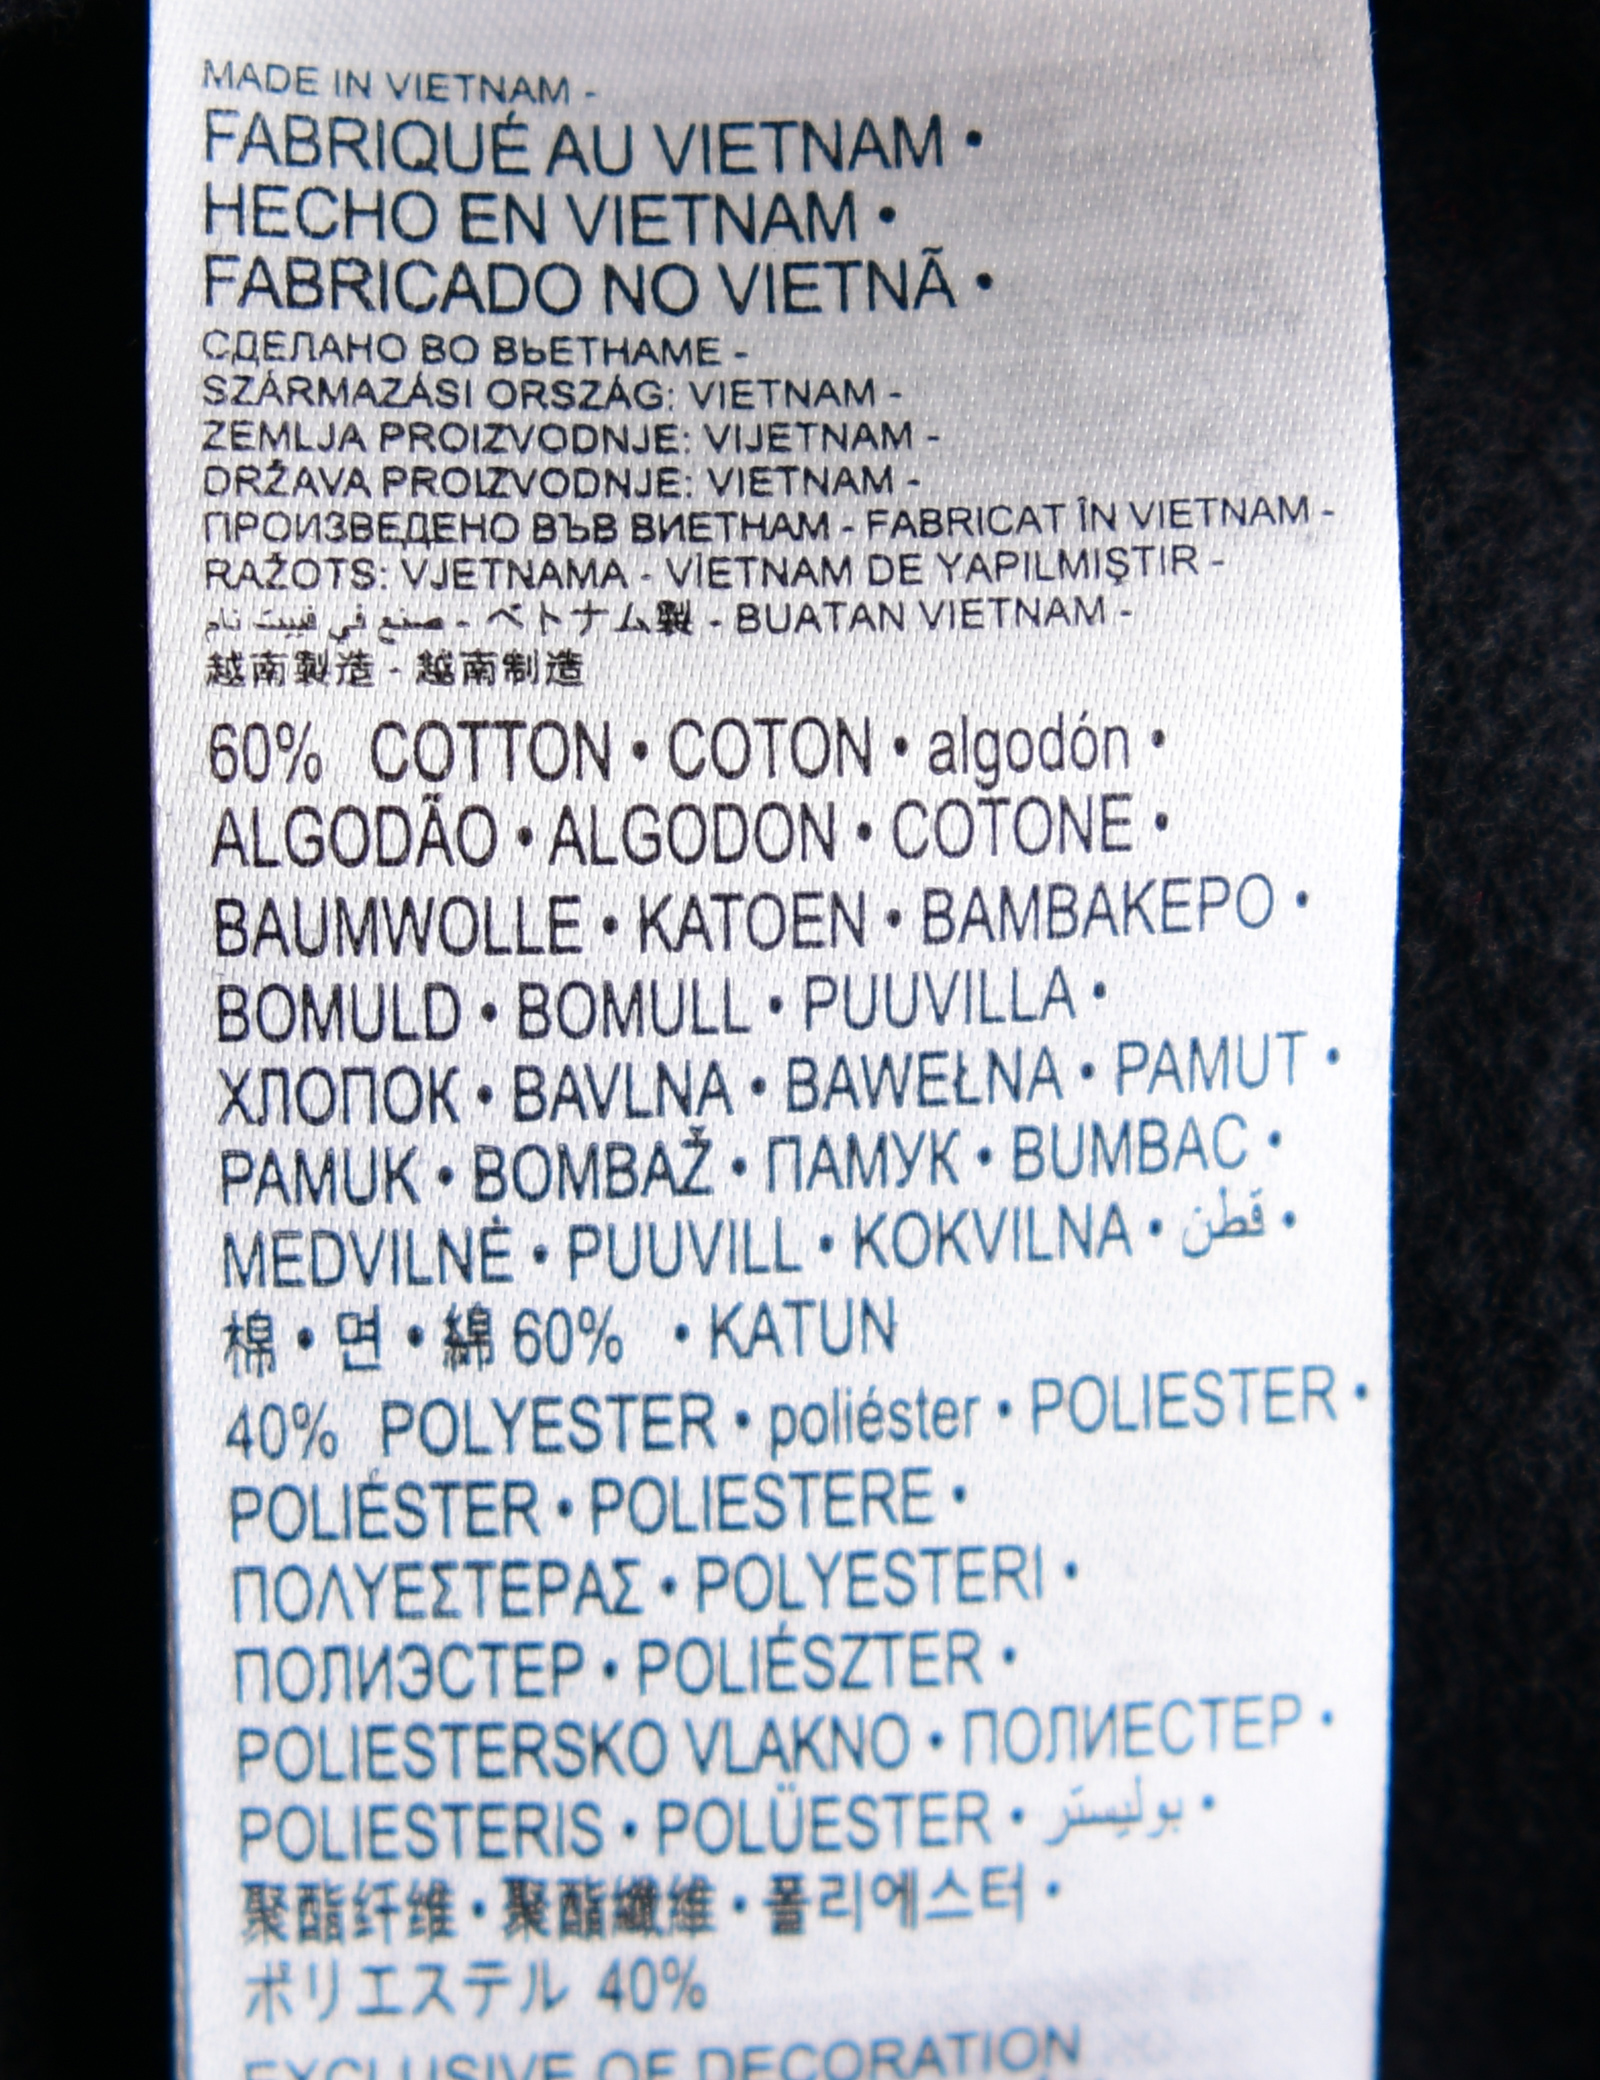 MADE IN VIETNAM -
FABRIQUÉ AU VIETNAM •
HECHO EN VIETNAM •
FABRICADO NO VIETNÃ •
СДЕЛАНО ВО ВЬЕТНАМЕ -
SZÁRMAZÁSI ORSZÁG: VIETNAM -
ZEMLJA PROIZVODNJE: VIJETNAM -
DRŽAVA PROIZVODNJE: VIETNAM -
ПРОИЗВЕДЕНО ВЪВ ВИЕТНАМ - FABRICAT ÎN VIETNAM -
RAŽOTS: VJETNAMA - VİETNAM DE YAPILMIŞTIR -
صنع في فييت نام - ベトナム製 - BUATAN VIETNAM -
越南製造 - 越南制造
60% COTTON • COTON • algodón •
ALGODÃO • ALGODON • COTONE •
BAUMWOLLE • KATOEN • ΒΑΜΒΑΚΕΡΟ •
BOMULD • BOMULL • PUUVILLA •
ХЛОПОК • BAVLNA • BAWEŁNA • PAMUT •
PAMUK • BOMBAŽ • ПАМУК • BUMBAC •
MEDVILNĖ • PUUVILL • KOKVILNA • قطن •
棉 • 면 • 綿 60% • KATUN
40% POLYESTER • poliéster • POLIESTER •
POLIÉSTER • POLIESTERE •
ΠΟΛΥΕΣΤΕΡΑΣ • POLYESTERI •
ПОЛИЭСТЕР • POLIÉSZTER •
POLIESTERSKO VLAKNO • ПОЛИЕСТЕР •
POLIESTERIS • POLÜESTER • بوليستر •
聚酯纤维 • 聚酯纖維 • 폴리에스터 •
ポリエステル 40%
EXCLUSIVE OF DECORATION